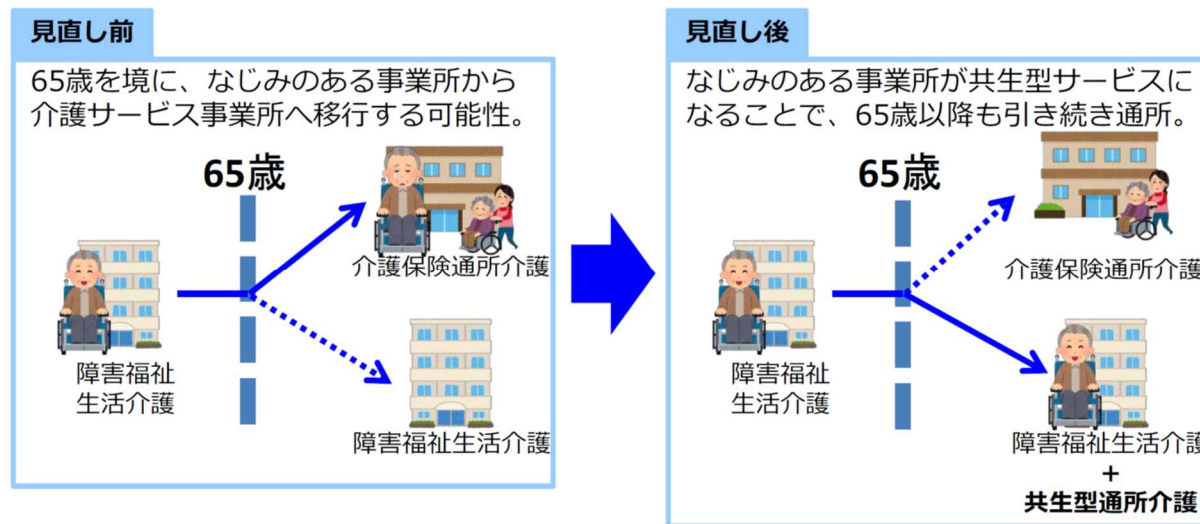 見直し前
65歳を境に、なじみのある事業所から
介護サービス事業所へ移行する可能性。
65歳
介護保険通所介護
障害福祉
生活介護
障害福祉生活介護
見直し後
なじみのある事業所が共生型サービスに
なることで、65歳以降も引き続き通所。
65歳
介護保険通所介護
障害福祉
生活介護
障害福祉生活介護
+
共生型通所介護